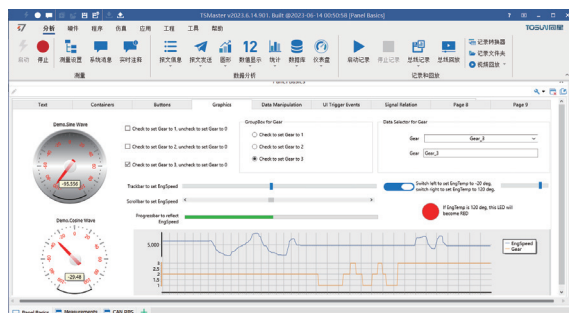 TSMaster v2023.6.14.901. Built @2023-06-14 00:50:58 [Panel Basics]
分析 硬件 程序 仿真 应用 工程 工具 帮助
TOSUN同星
启动 停止 测量设置 系统消息 实时注释 报文信息 报文发送 图形 数值显示 统计 数据库 仪表盘 启动记录 停止记录 总线记录 总线回放
12
记录转换器
记录文件夹
视频回放
测量 数据分析 记录和回放
Text Containers Buttons Graphics Data Manipulation UI Trigger Events Signal Relation Page 8 Page 9
Demo.Sine Wave
-95.556
Check to set Gear to 1, uncheck to set Gear to 0
Check to set Gear to 2, uncheck to set Gear to 0
Check to set Gear to 3, uncheck to set Gear to 0
GroupBox for Gear
Check to set Gear to 1
Check to set Gear to 2
Check to set Gear to 3
Data Selector for Gear
Gear Gear_3
Gear Gear_3
Trackbar to set EngSpeed
Switch left to set EngTemp to -20 deg,
switch right to set EngTemp to 120 deg.
Scrollbar to set EngSpeed
Progressbar to reflect
EngSpeed
If EngTemp is 120 deg, this LED will
become RED
Demo.Cosine Wave
-29.48
5,000
3
2.5
2
1.5
1
EngSpeed
Gear
Panel Basics Measurements CAN RBS